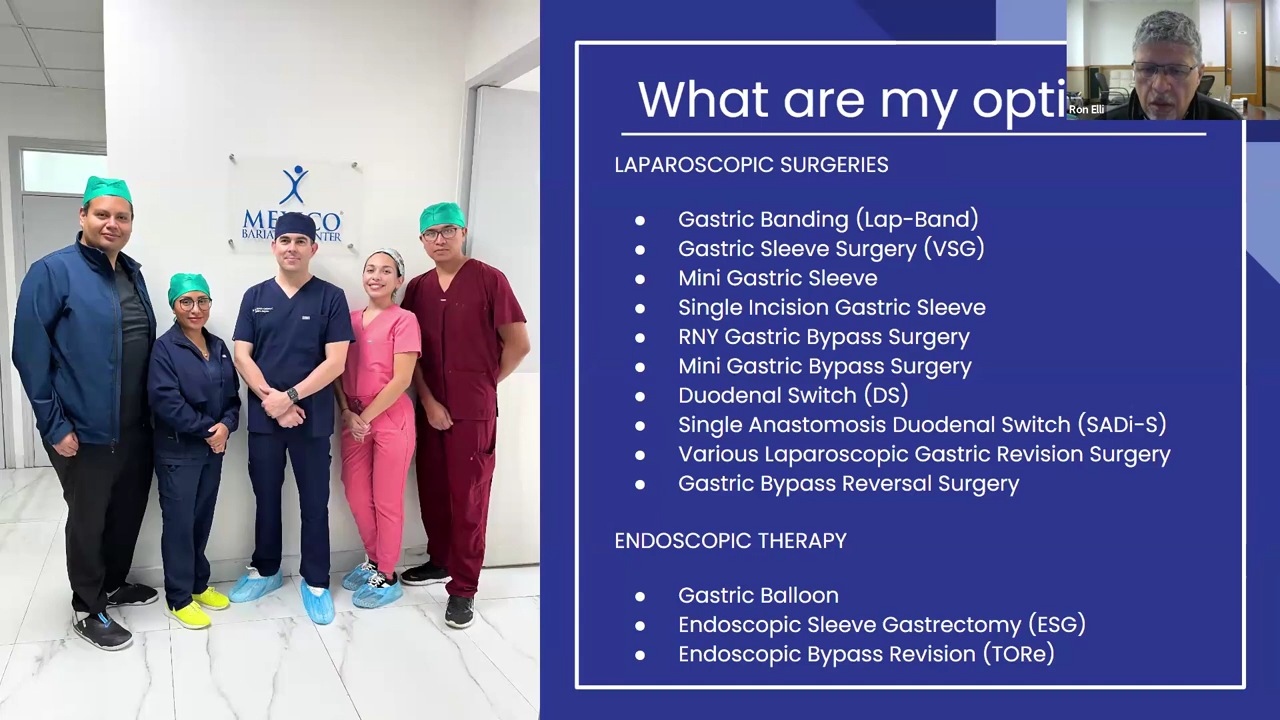 MEXICO
BARIATRIC CENTER
What are my opti
Ron Elli
LAPAROSCOPIC SURGERIES
● Gastric Banding (Lap-Band)
● Gastric Sleeve Surgery (VSG)
● Mini Gastric Sleeve
● Single Incision Gastric Sleeve
● RNY Gastric Bypass Surgery
● Mini Gastric Bypass Surgery
● Duodenal Switch (DS)
● Single Anastomosis Duodenal Switch (SADi-S)
● Various Laparoscopic Gastric Revision Surgery
● Gastric Bypass Reversal Surgery
ENDOSCOPIC THERAPY
● Gastric Balloon
● Endoscopic Sleeve Gastrectomy (ESG)
● Endoscopic Bypass Revision (TORe)